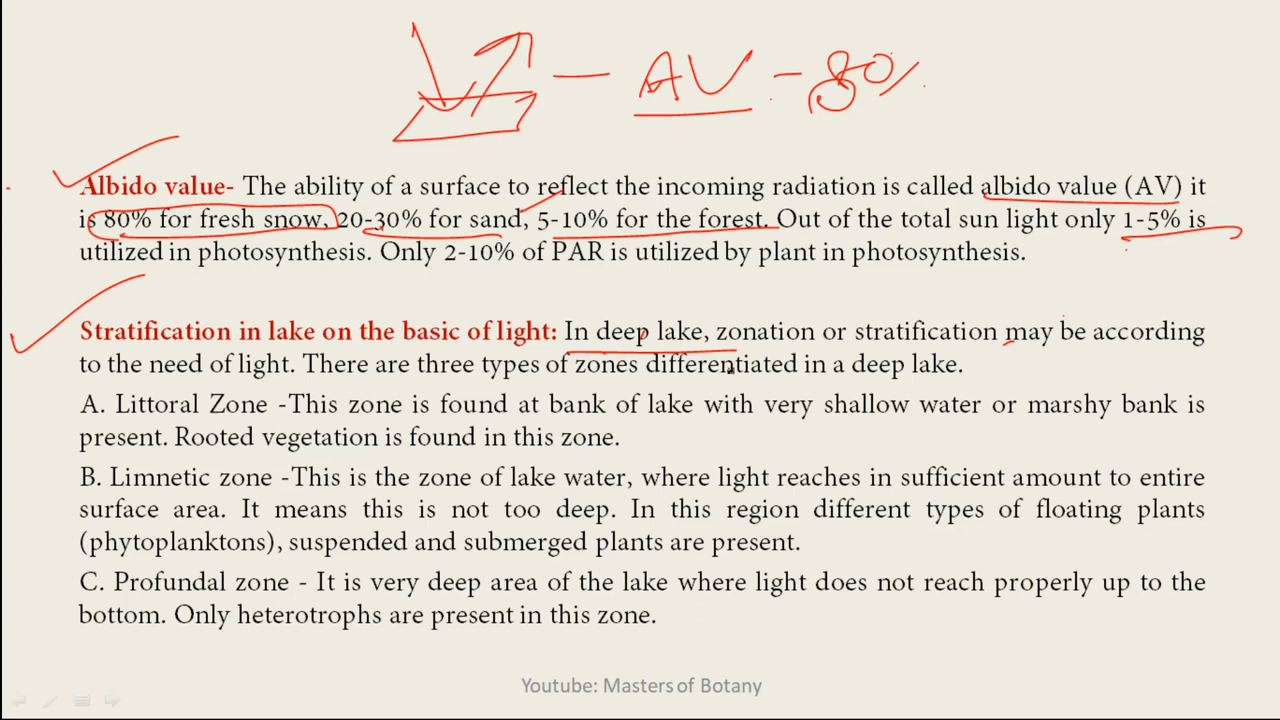 AV - 80%
Albido value- The ability of a surface to reflect the incoming radiation is called albido value (AV) it
is 80% for fresh snow, 20-30% for sand, 5-10% for the forest. Out of the total sun light only 1-5% is
utilized in photosynthesis. Only 2-10% of PAR is utilized by plant in photosynthesis.
Stratification in lake on the basic of light: In deep lake, zonation or stratification may be according
to the need of light. There are three types of zones differentiated in a deep lake.
A. Littoral Zone -This zone is found at bank of lake with very shallow water or marshy bank is
present. Rooted vegetation is found in this zone.
B. Limnetic zone -This is the zone of lake water, where light reaches in sufficient amount to entire
surface area. It means this is not too deep. In this region different types of floating plants
(phytoplanktons), suspended and submerged plants are present.
C. Profundal zone - It is very deep area of the lake where light does not reach properly up to the
bottom. Only heterotrophs are present in this zone.
Youtube: Masters of Botany